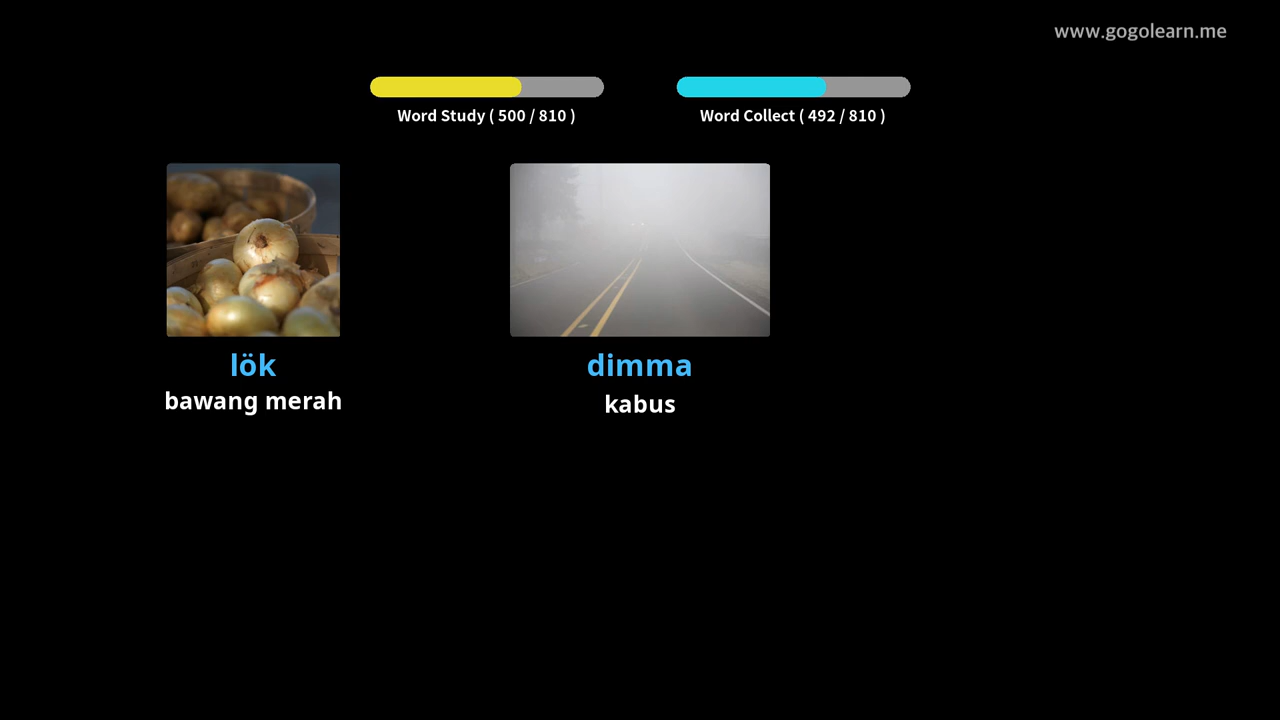 www.gogolearn.me
Word Study ( 500 / 810 )
Word Collect ( 492 / 810 )
lök
bawang merah
dimma
kabus